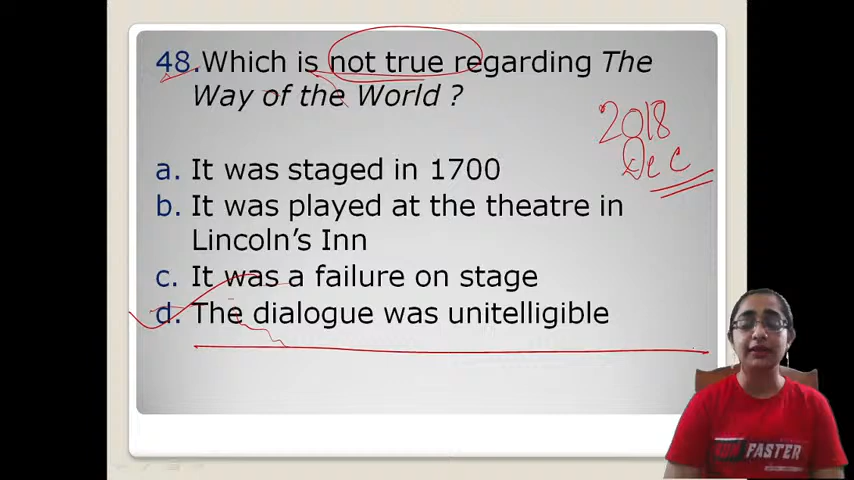 48.Which is not true regarding The
Way of the World ?
2018
Dec
a. It was staged in 1700
b. It was played at the theatre in
Lincoln's Inn
c. It was a failure on stage
d. The dialogue was unitelligible
FASTER